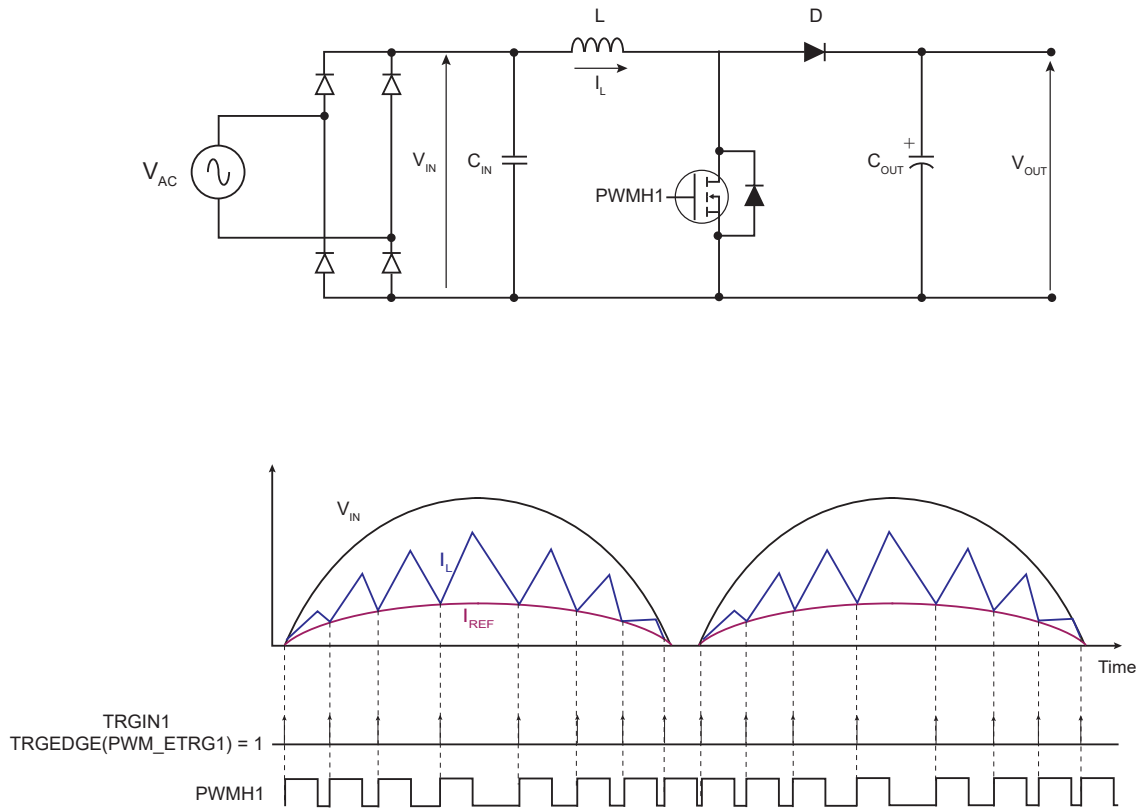 L
D
I_L
V_AC
V_IN
C_IN
PWMH1
+
C_OUT
V_OUT
V_IN
I_L
I_REF
Time
TRGIN1
TRGEDGE(PWM_ETRG1) = 1
PWMH1